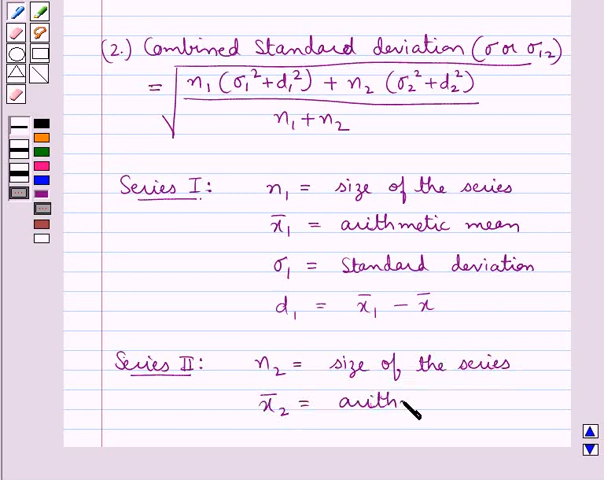 (2.) Combined Standard deviation (σ or σ₁₂)
= √((n₁(σ₁²+d₁²) + n₂(σ₂²+d₂²))/(n₁+n₂))
Series I: n₁ = size of the series
x̄₁ = arithmetic mean
σ₁ = Standard deviation
d₁ = x̄₁ − x̄
Series II: n₂ = size of the series
x̄₂ = arith